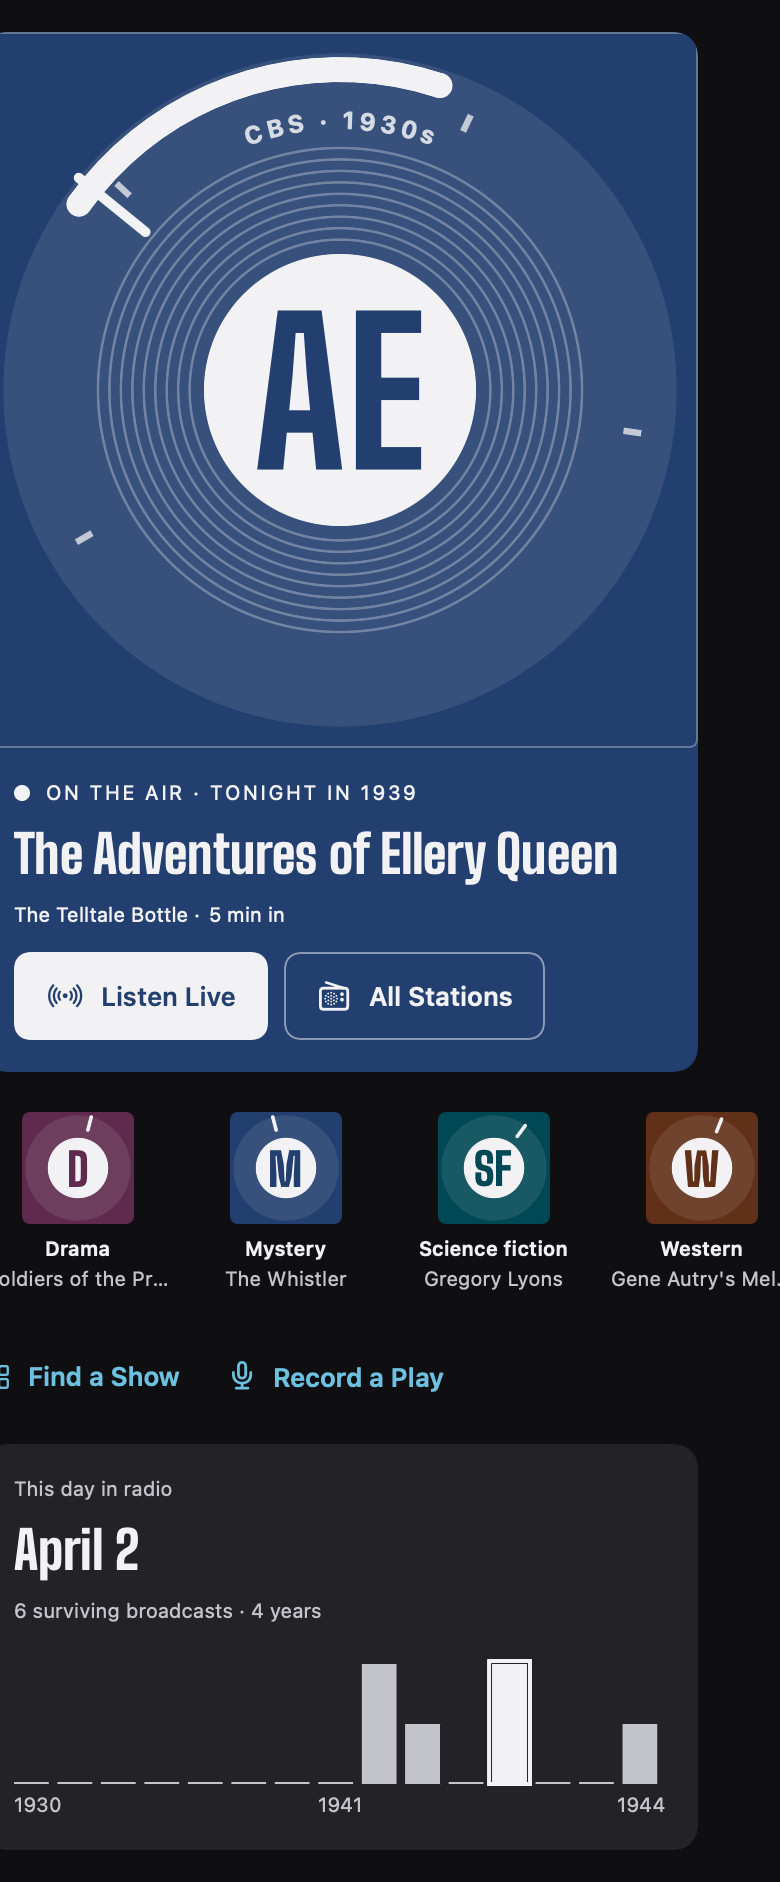 CBS · 1930s
AE
ON THE AIR · TONIGHT IN 1939
The Adventures of Ellery Queen
The Telltale Bottle · 5 min in
Listen Live
All Stations
D
M
SF
W
Drama
Mystery
Science fiction
Western
oldiers of the Pr...
The Whistler
Gregory Lyons
Gene Autry's Mel.
Find a Show
Record a Play
This day in radio
April 2
6 surviving broadcasts · 4 years
1930
1941
1944